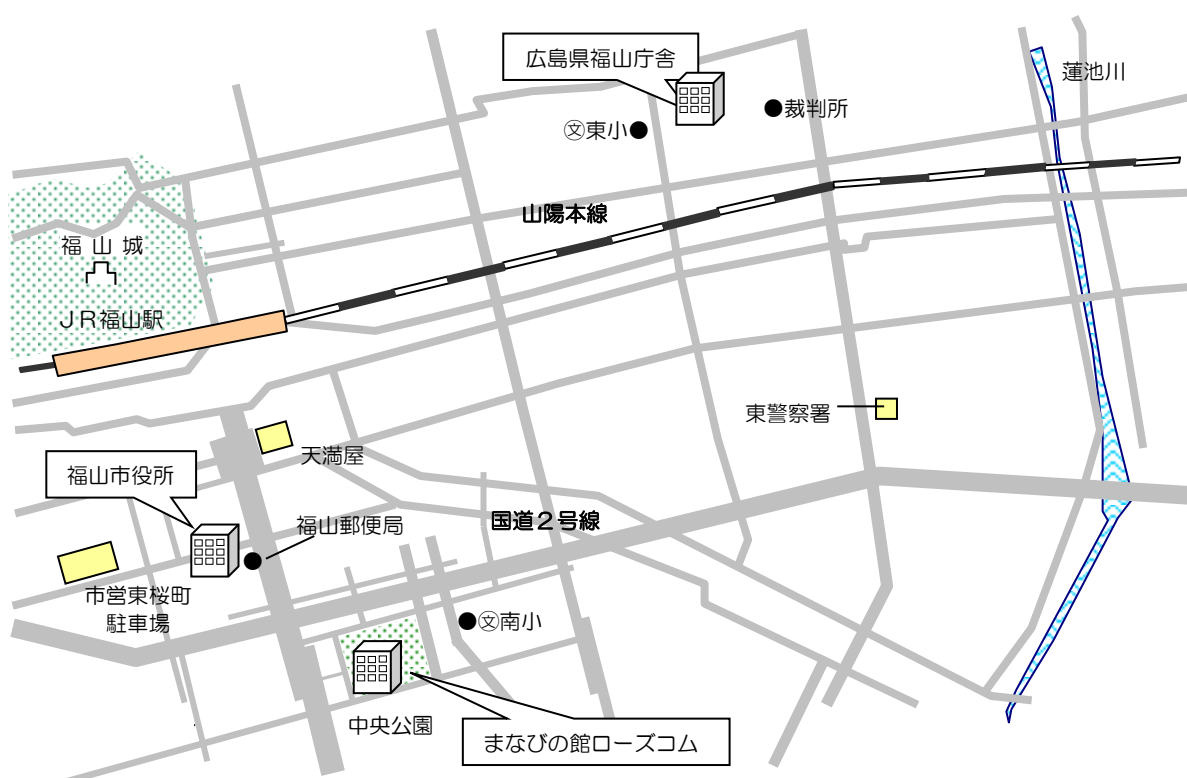 広島県福山庁舎
蓮池川
●裁判所
㊫東小●
山陽本線
福山城
JR福山駅
東警察署
天満屋
福山市役所
国道2号線
福山郵便局
市営東桜町
駐車場
●㊫南小
中央公園
まなびの館ローズコム